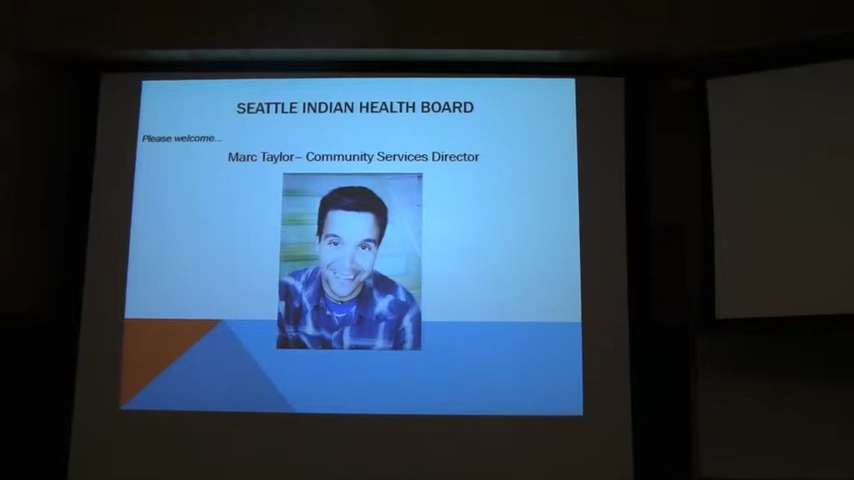 SEATTLE INDIAN HEALTH BOARD
Please welcome...
Marc Taylor– Community Services Director